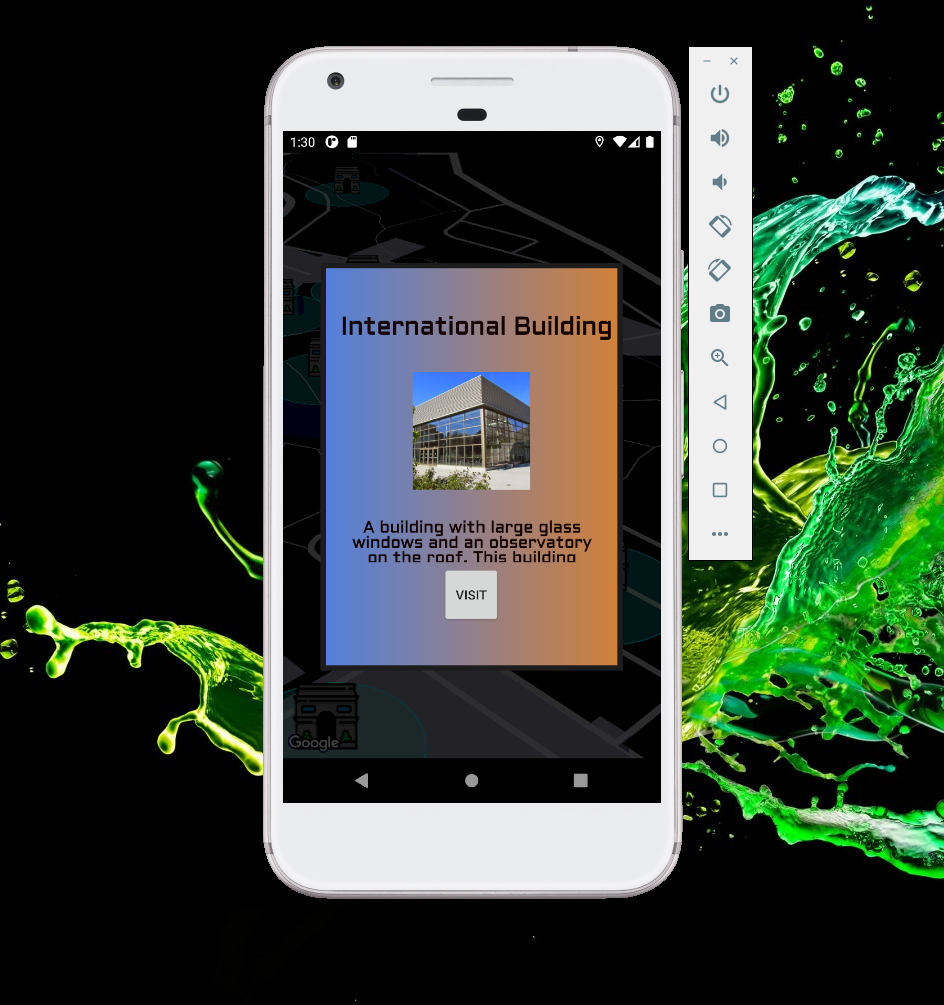 1:30
International Building
A building with large glass
windows and an observatory
on the roof. This building
VISIT
Google